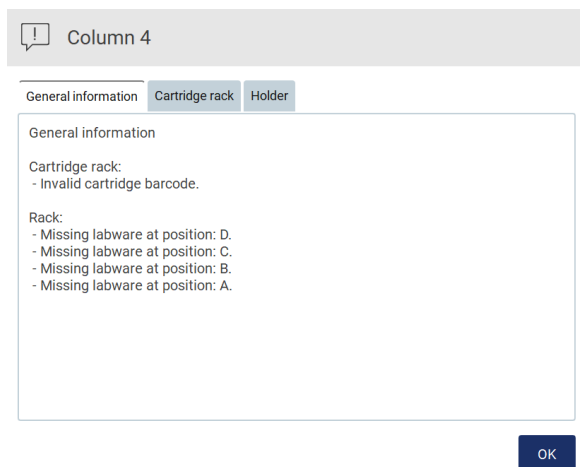 Column 4
General information
Cartridge rack
Holder
General information
Cartridge rack:
- Invalid cartridge barcode.
Rack:
- Missing labware at position: D.
- Missing labware at position: C.
- Missing labware at position: B.
- Missing labware at position: A.
OK